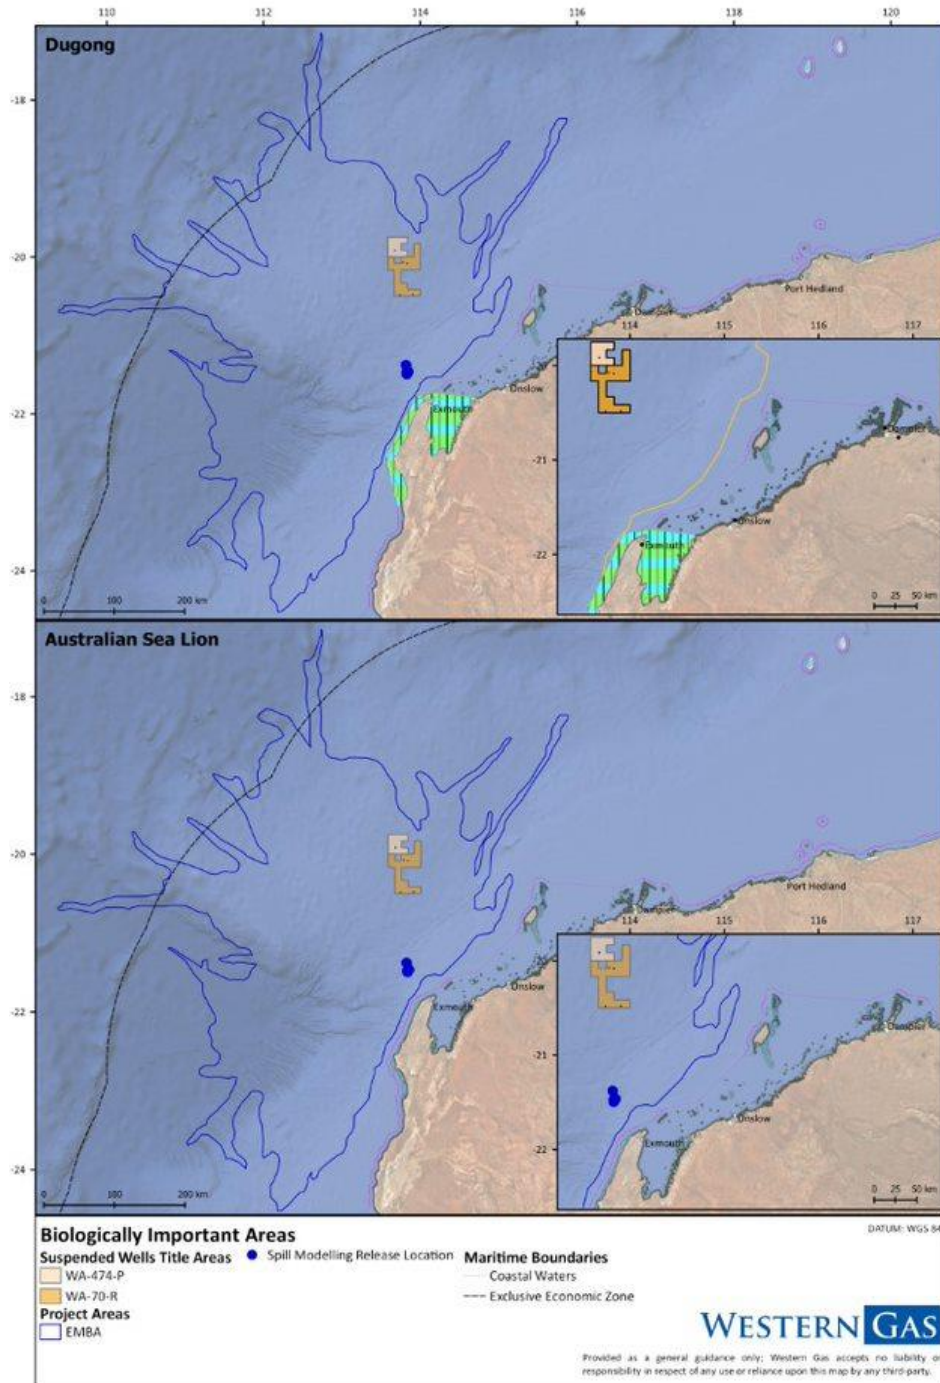 110 112 114 116 118 120
Dugong
-18
-20
-22
-24
Port Hedland
Dampier
Onslow
Exmouth
0 100 200 km
114 115 116 117
-21
-22
Dampier
Onslow
Exmouth
0 25 50 km
Australian Sea Lion
-18
-20
-22
-24
Port Hedland
Dampier
Onslow
Exmouth
0 100 200 km
114 115 116 117
-21
-22
Dampier
Onslow
Exmouth
0 25 50 km
Biologically Important Areas
DATUM: WGS 84
Suspended Wells Title Areas
WA-474-P
WA-70-R
Project Areas
EMBA
Spill Modelling Release Location
Maritime Boundaries
Coastal Waters
Exclusive Economic Zone
WESTERN GAS
Provided as a general guidance only; Western Gas accepts no liability or
responsibility in respect of any use or reliance upon this map by any third-party.